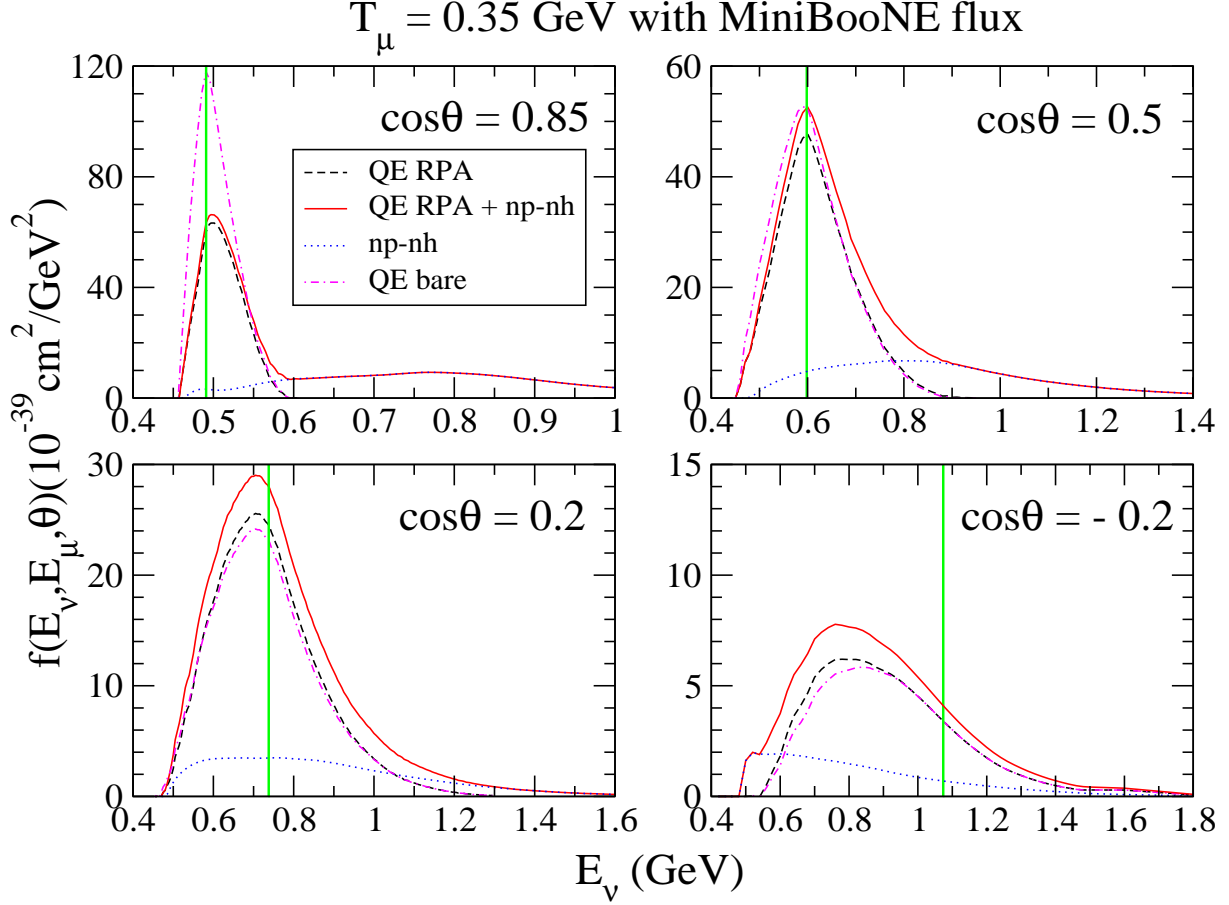 T_μ = 0.35 GeV with MiniBooNE flux
f(E_ν,E_μ,θ)(10^-39 cm^2/GeV^2)
120
80
40
0
cosθ = 0.85
QE RPA
QE RPA + np-nh
np-nh
QE bare
0.4 0.5 0.6 0.7 0.8 0.9 1
60
50
40
30
20
10
0
cosθ = 0.5
0.4 0.6 0.8 1 1.2 1.4
30
20
10
0
cosθ = 0.2
0.4 0.6 0.8 1 1.2 1.4 1.6
15
10
5
0
cosθ = - 0.2
0.4 0.6 0.8 1 1.2 1.4 1.6 1.8
E_ν (GeV)